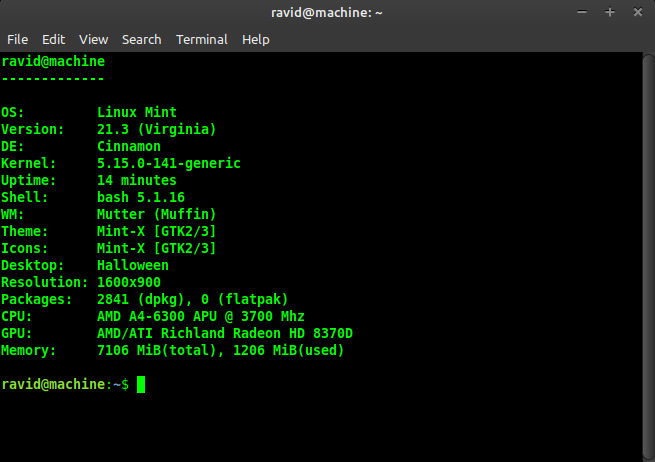 ravid@machine: ~
File Edit View Search Terminal Help
ravid@machine
-------------
OS: Linux Mint
Version: 21.3 (Virginia)
DE: Cinnamon
Kernel: 5.15.0-141-generic
Uptime: 14 minutes
Shell: bash 5.1.16
WM: Mutter (Muffin)
Theme: Mint-X [GTK2/3]
Icons: Mint-X [GTK2/3]
Desktop: Halloween
Resolution: 1600x900
Packages: 2841 (dpkg), 0 (flatpak)
CPU: AMD A4-6300 APU @ 3700 Mhz
GPU: AMD/ATI Richland Radeon HD 8370D
Memory: 7106 MiB(total), 1206 MiB(used)
ravid@machine:~$